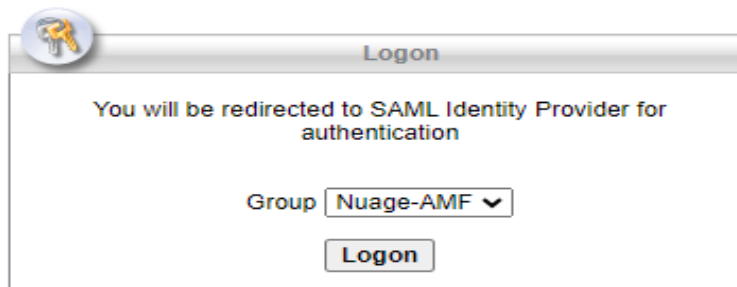 Logon
You will be redirected to SAML Identity Provider for
authentication
Group Nuage-AMF
Logon